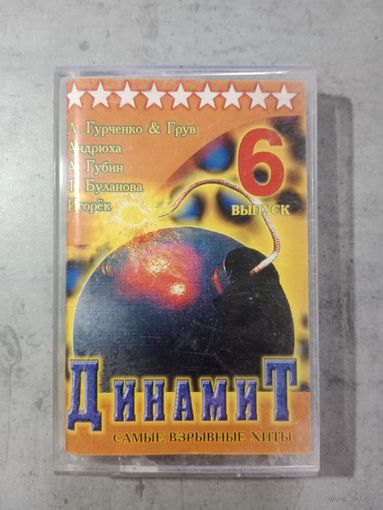 Л. Гурченко & Грув
Андрюха
А. Губин
Т. Буланова
Игорёк
6
ВЫПУСК
ДИНАМИТ
САМЫЕ ВЗРЫВНЫЕ ХИТЫ